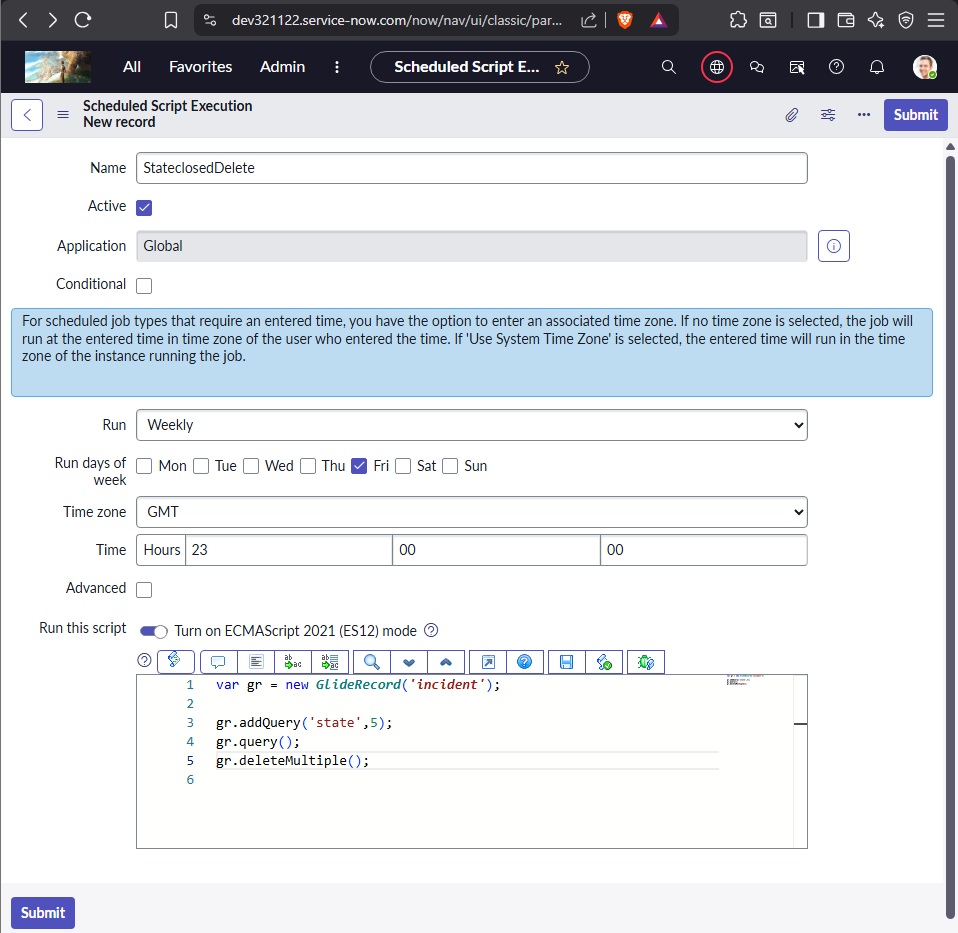 dev321122.service-now.com/now/nav/ui/classic/par...
All Favorites Admin Scheduled Script E...
Scheduled Script Execution
New record
Submit
Name StateclosedDelete
Active
Application Global
Conditional
For scheduled job types that require an entered time, you have the option to enter an associated time zone. If no time zone is selected, the job will
run at the entered time in time zone of the user who entered the time. If 'Use System Time Zone' is selected, the entered time will run in the time
zone of the instance running the job.
Run Weekly
Run days of
week
Mon Tue Wed Thu Fri Sat Sun
Time zone GMT
Time Hours 23 00 00
Advanced
Run this script Turn on ECMAScript 2021 (ES12) mode
1 var gr = new GlideRecord('incident');
2
3 gr.addQuery('state',5);
4 gr.query();
5 gr.deleteMultiple();
6
Submit